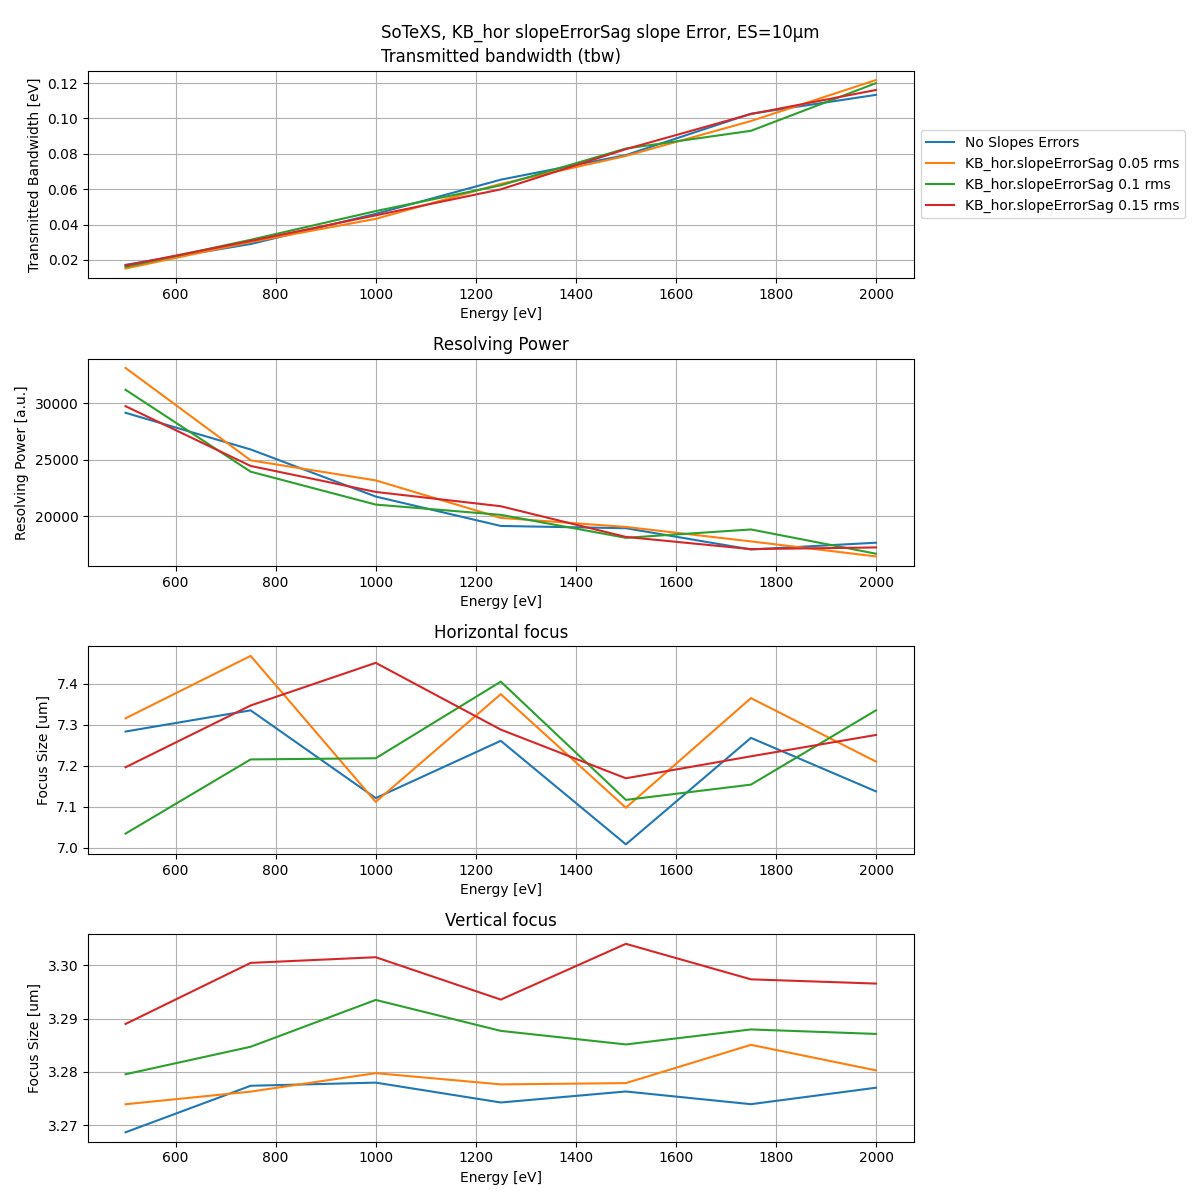 SoTeXS, KB_hor slopeErrorSag slope Error, ES=10μm
Transmitted bandwidth (tbw)
Transmitted Bandwidth [eV]
0.12
0.10
0.08
0.06
0.04
0.02
600 800 1000 1200 1400 1600 1800 2000
Energy [eV]
No Slopes Errors
KB_hor.slopeErrorSag 0.05 rms
KB_hor.slopeErrorSag 0.1 rms
KB_hor.slopeErrorSag 0.15 rms
Resolving Power
Resolving Power [a.u.]
30000
25000
20000
600 800 1000 1200 1400 1600 1800 2000
Energy [eV]
Horizontal focus
Focus Size [um]
7.4
7.3
7.2
7.1
7.0
600 800 1000 1200 1400 1600 1800 2000
Energy [eV]
Vertical focus
Focus Size [um]
3.30
3.29
3.28
3.27
600 800 1000 1200 1400 1600 1800 2000
Energy [eV]